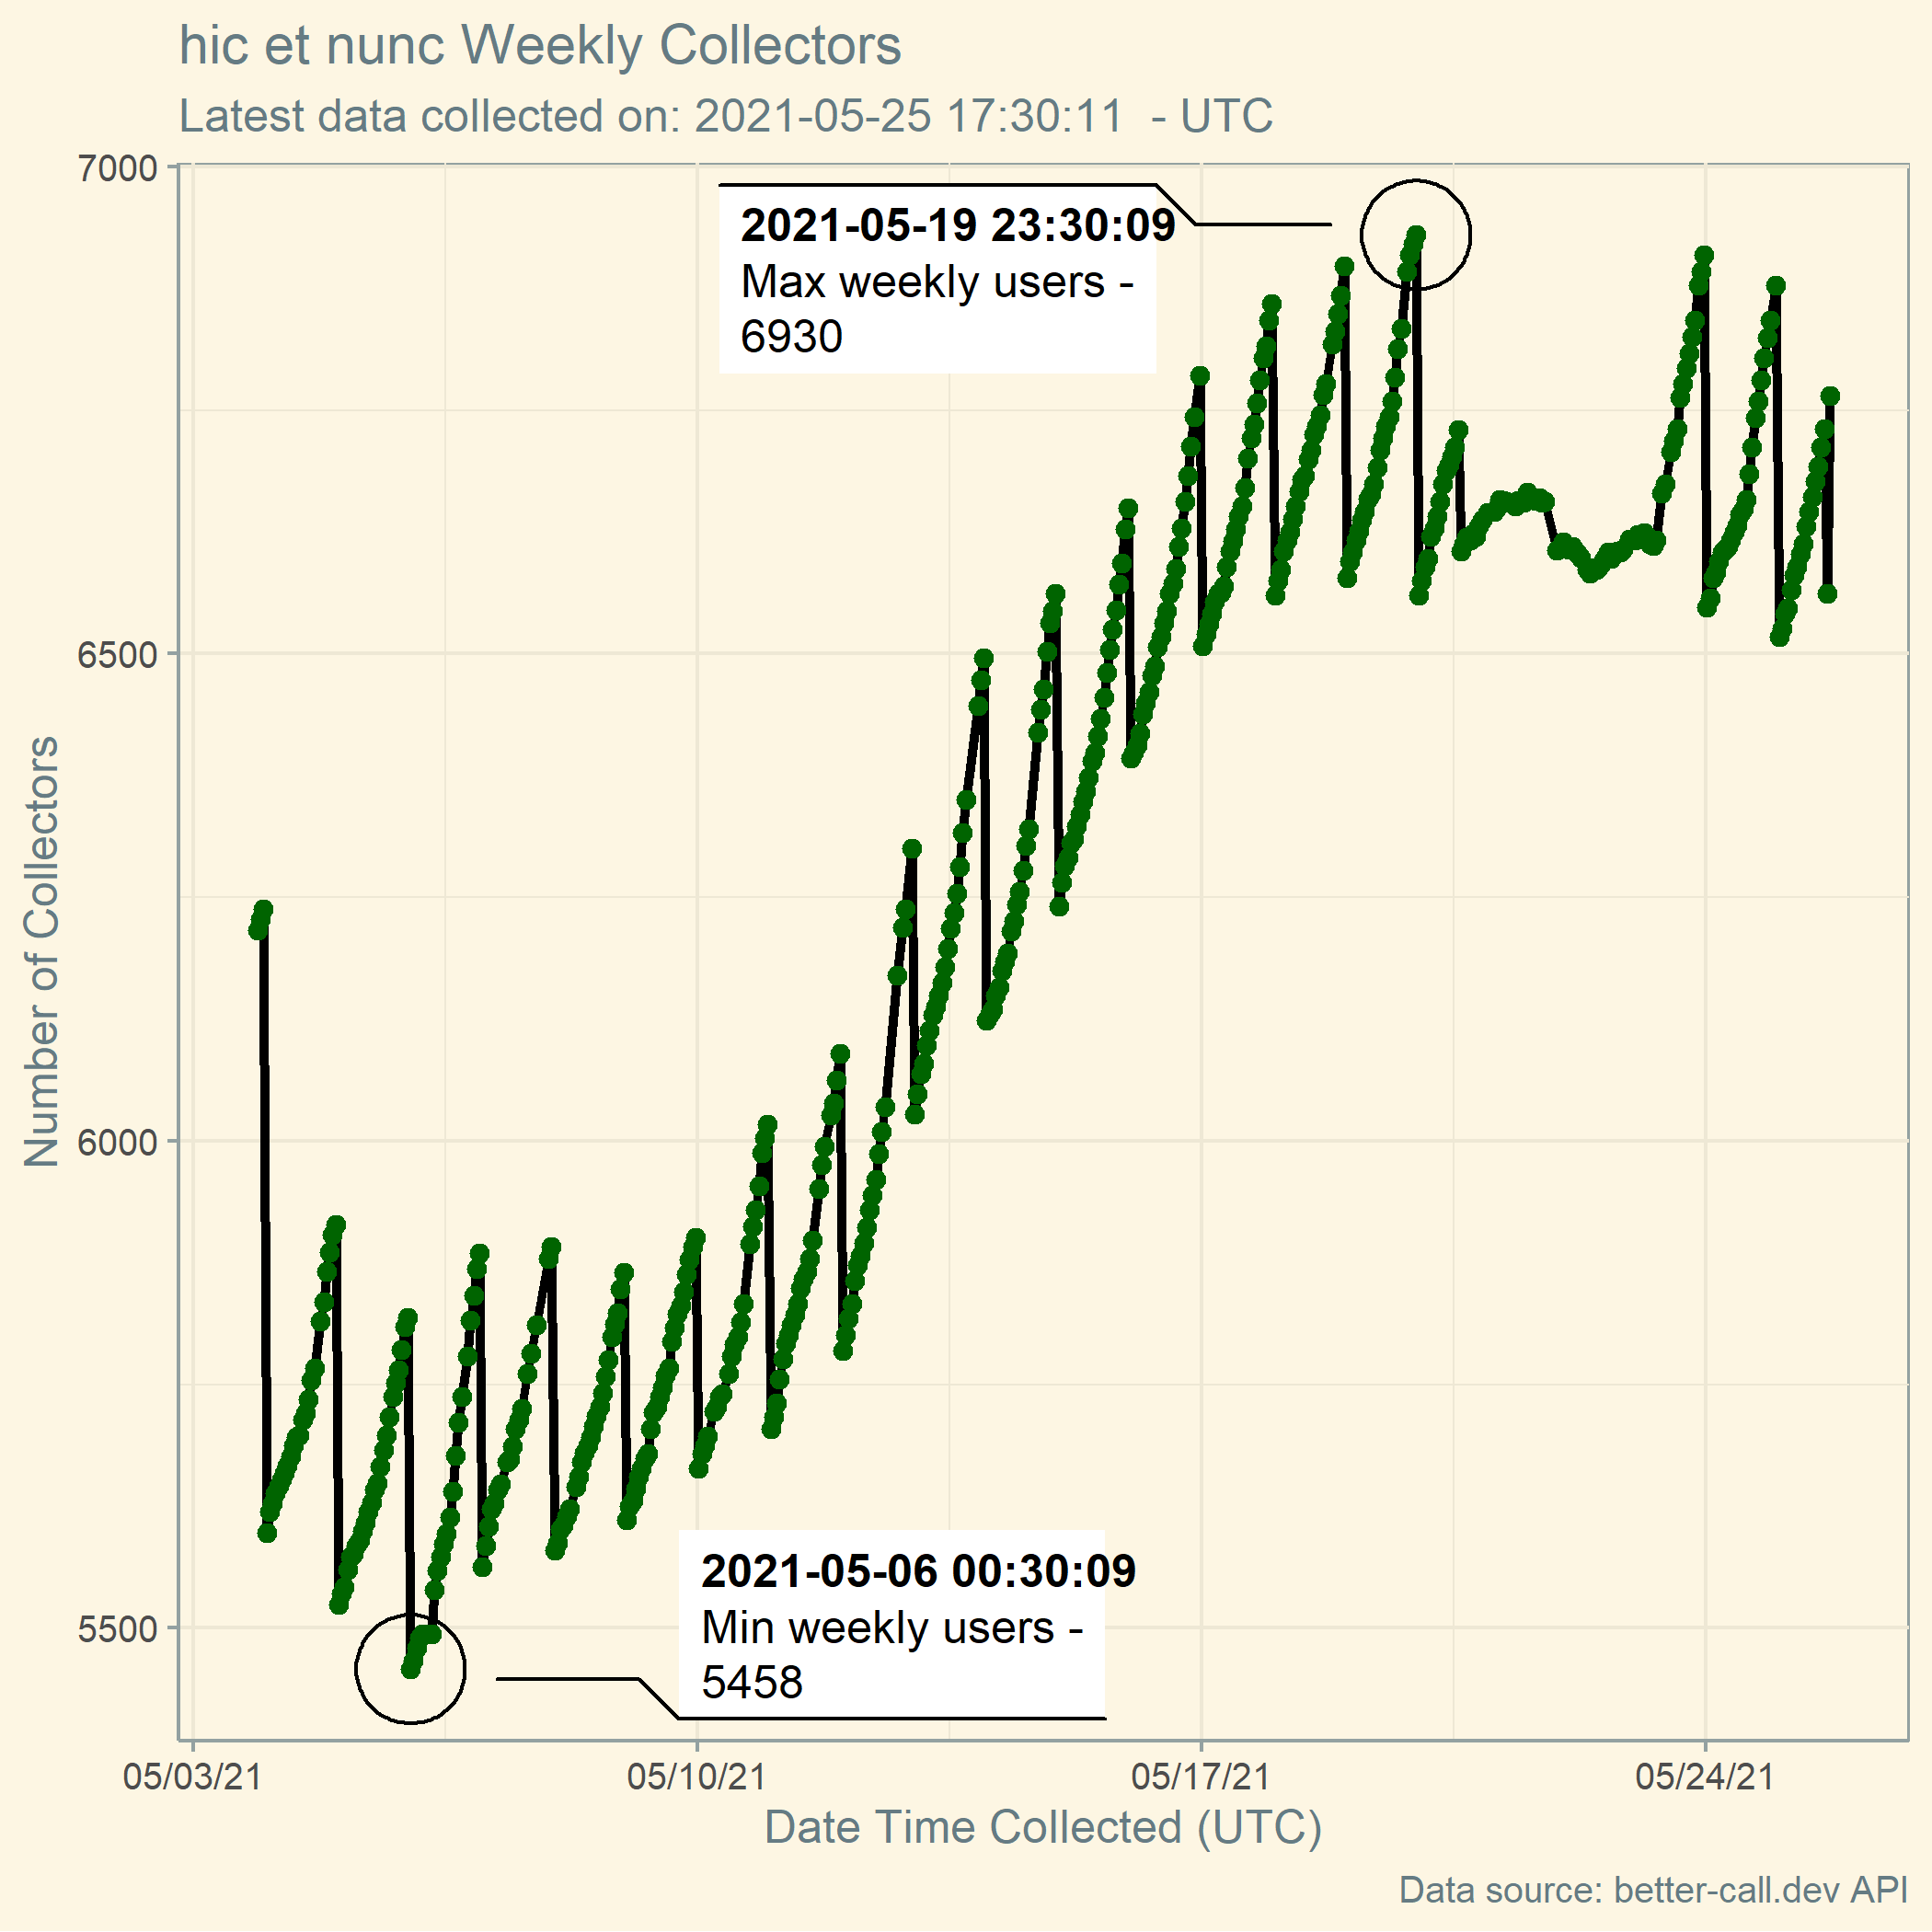 hic et nunc Weekly Collectors
Latest data collected on: 2021-05-25 17:30:11  - UTC
7000
6500
6000
5500
Number of Collectors
2021-05-19 23:30:09
Max weekly users -
6930
2021-05-06 00:30:09
Min weekly users -
5458
05/03/21
05/10/21
05/17/21
05/24/21
Date Time Collected (UTC)
Data source: better-call.dev API